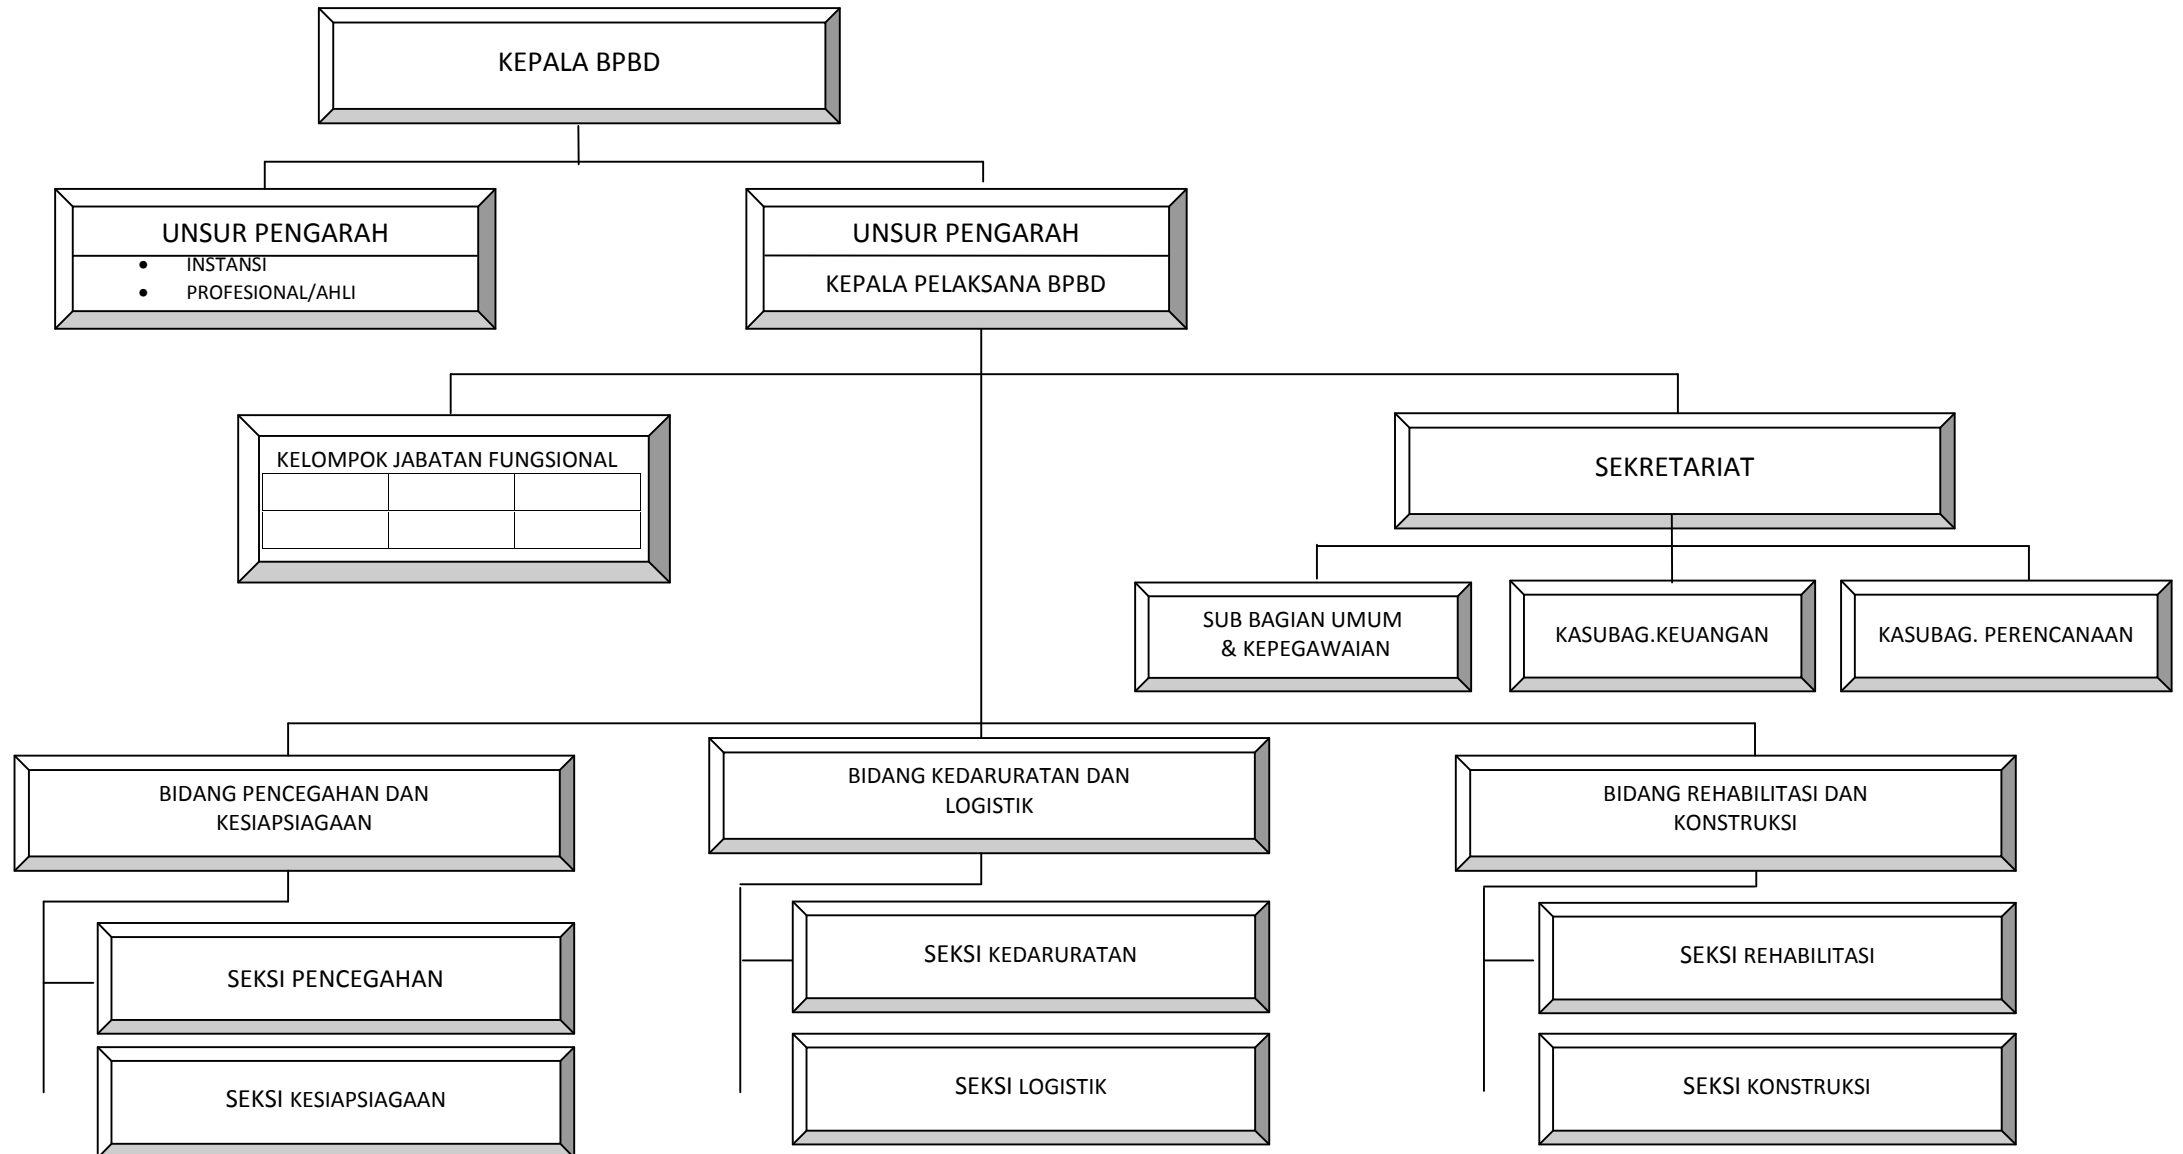 KEPALA BPBD
UNSUR PENGARAH
• INSTANSI
• PROFESIONAL/AHLI
UNSUR PENGARAH
KEPALA PELAKSANA BPBD
KELOMPOK JABATAN FUNGSIONAL
SEKRETARIAT
SUB BAGIAN UMUM
& KEPEGAWAIAN
KASUBAG.KEUANGAN
KASUBAG. PERENCANAAN
BIDANG PENCEGAHAN DAN
KESIAPSIAGAAN
BIDANG KEDARURATAN DAN
LOGISTIK
BIDANG REHABILITASI DAN
KONSTRUKSI
SEKSI PENCEGAHAN
SEKSI KESIAPSIAGAAN
SEKSI KEDARURATAN
SEKSI LOGISTIK
SEKSI REHABILITASI
SEKSI KONSTRUKSI